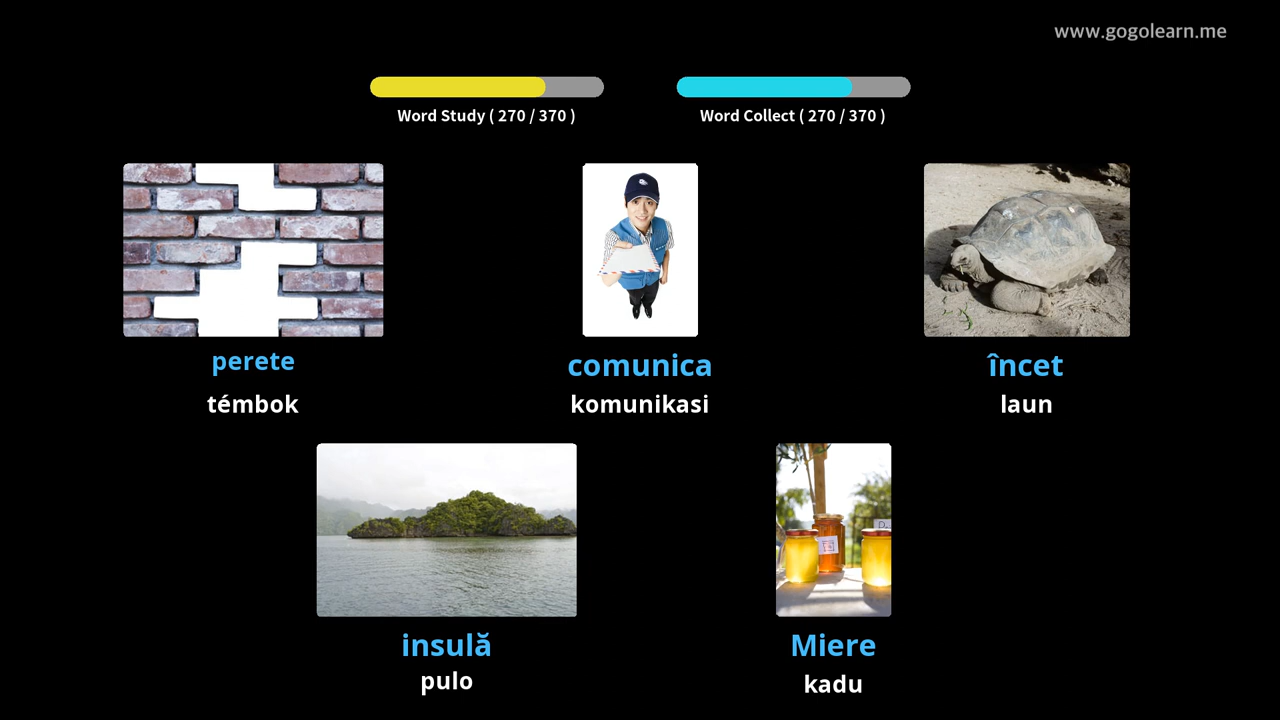 www.gogolearn.me
Word Study ( 270 / 370 )
Word Collect ( 270 / 370 )
perete
témbok
comunica
komunikasi
încet
laun
insulă
pulo
Miere
kadu